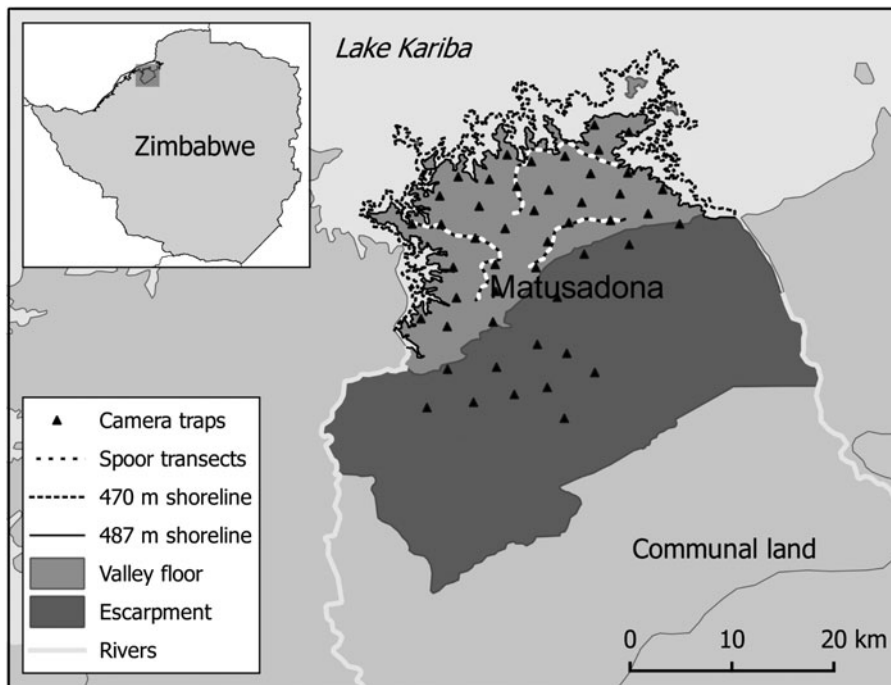 Lake Kariba
Zimbabwe
Matusadona
Camera traps
Spoor transects
470 m shoreline
487 m shoreline
Valley floor
Escarpment
Rivers
Communal land
0 10 20 km